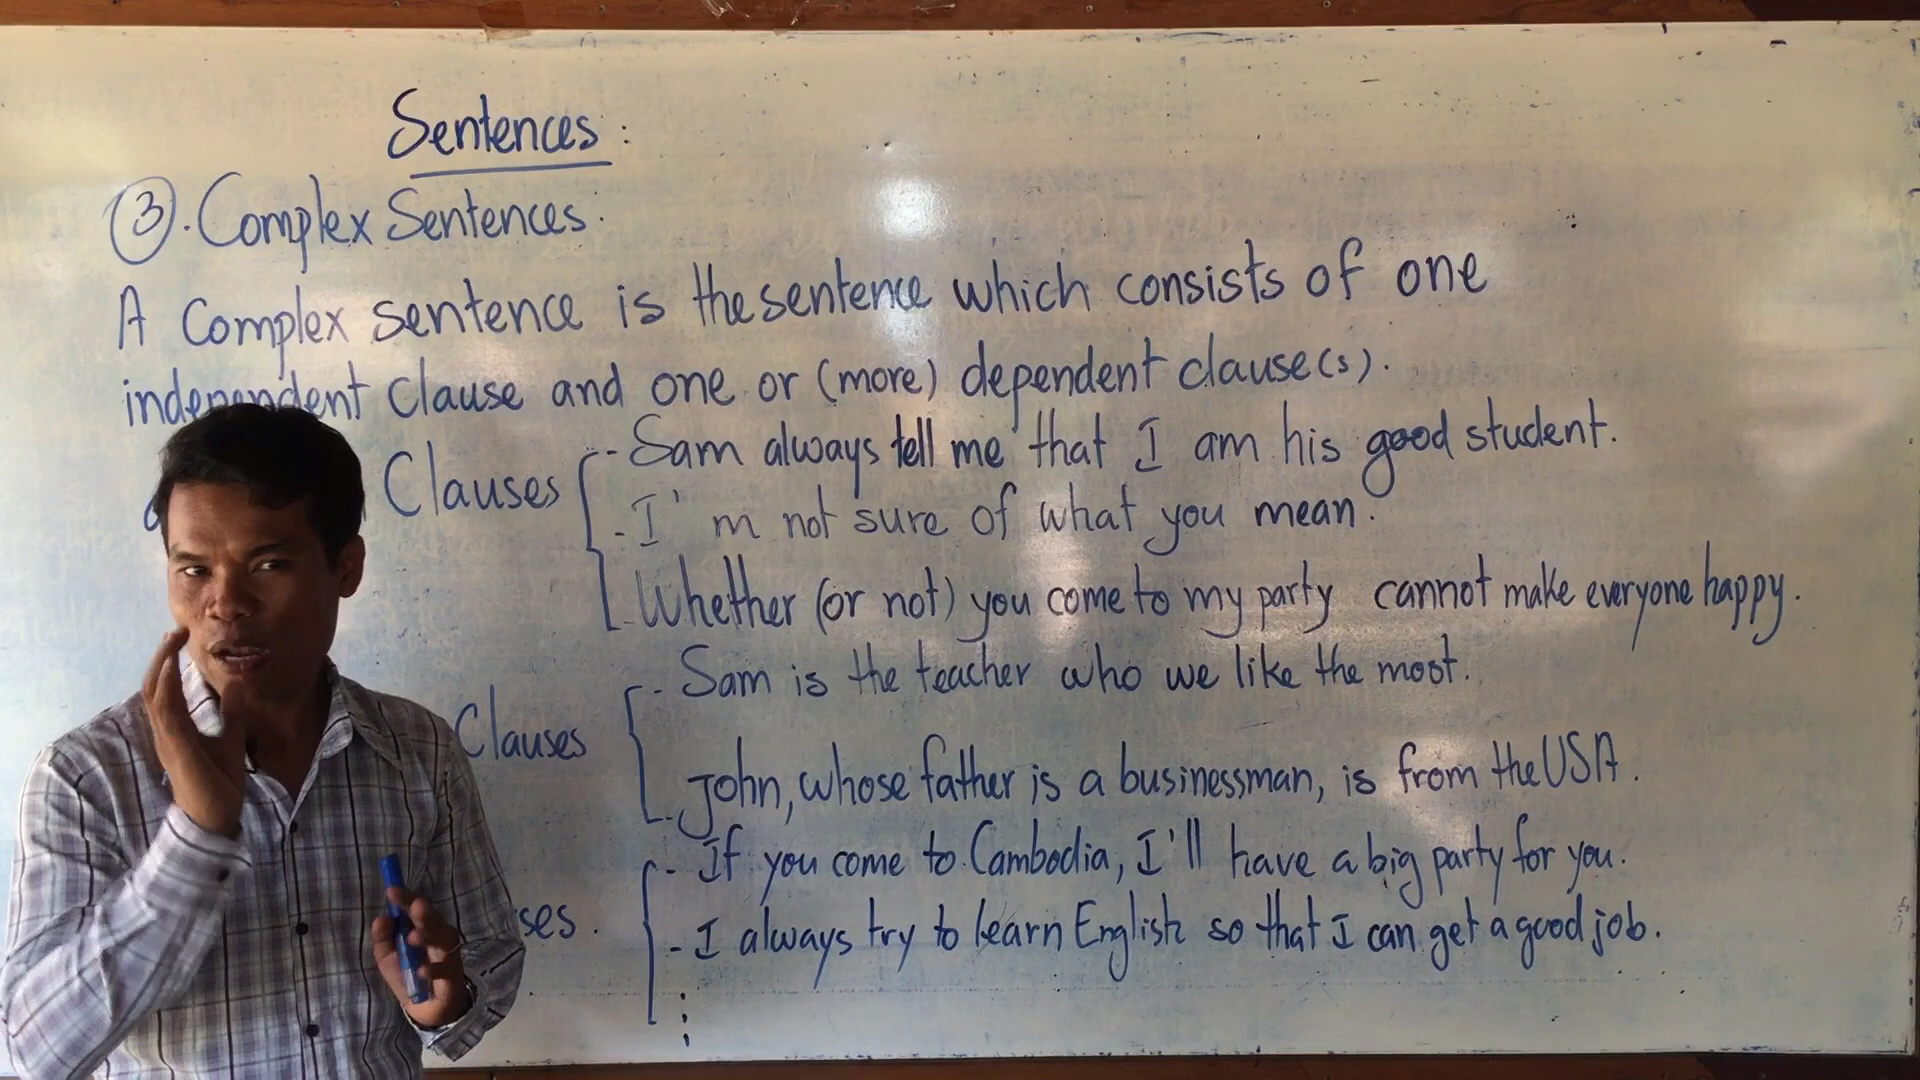 Sentences:
③. Complex Sentences:
A Complex sentence is the sentence which consists of one
independent clause and one or (more) dependent clause(s).
Clauses - Sam always tell me that I am his good student.
- I'm not sure of what you mean.
Whether (or not) you come to my party cannot make everyone happy.
- Sam is the teacher who we like the most.
Clauses
John, whose father is a businessman, is from the USA.
- If you come to Cambodia, I'll have a big party for you.
- I always try to learn English so that I can get a good job.